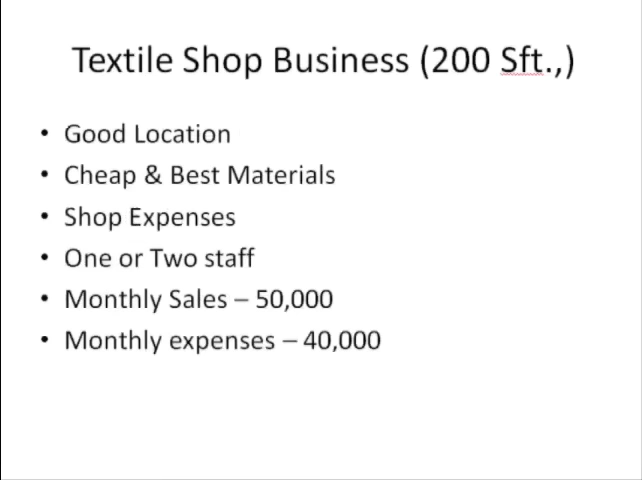 Textile Shop Business (200 Sft.,)
• Good Location
• Cheap & Best Materials
• Shop Expenses
• One or Two staff
• Monthly Sales – 50,000
• Monthly expenses – 40,000